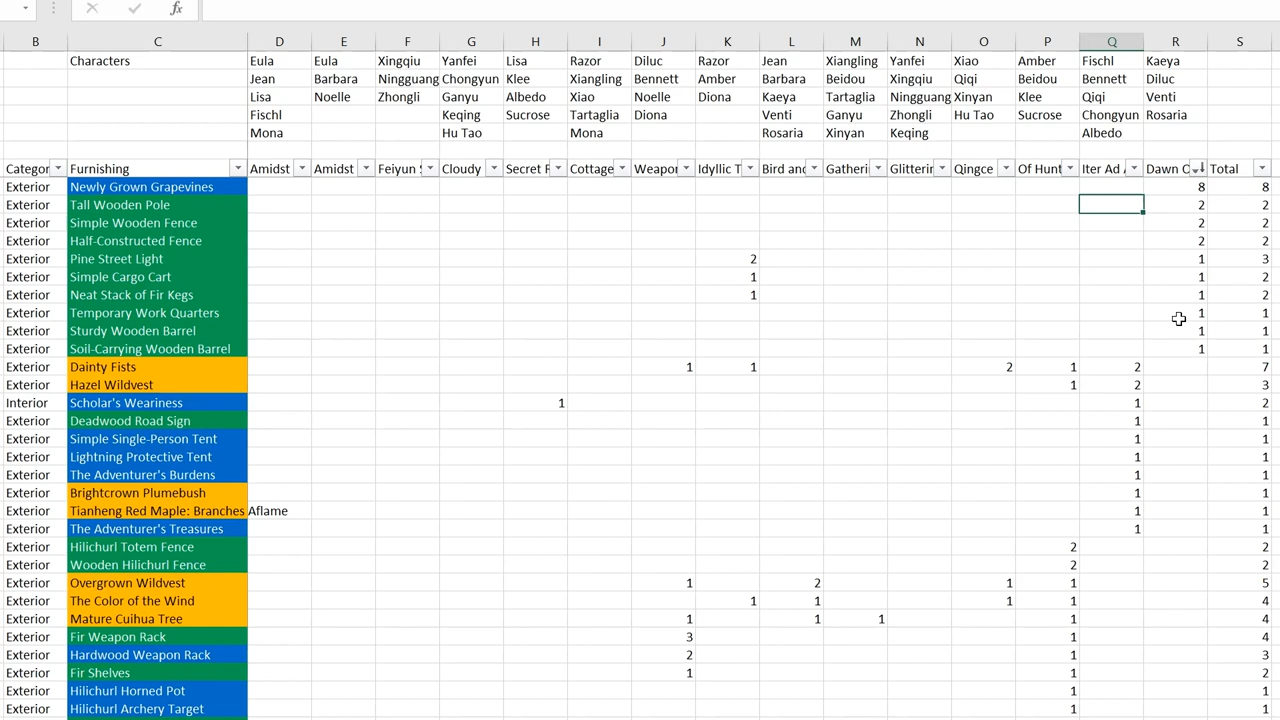 fx
B C D E F G H I J K L M N O P Q R S
Characters Eula Eula Xingqiu Yanfei Lisa Razor Diluc Razor Jean Xiangling Yanfei Xiao Amber Fischl Kaeya
Jean Barbara Ningguang Chongyun Klee Xiangling Bennett Amber Barbara Beidou Xingqiu Qiqi Beidou Bennett Diluc
Lisa Noelle Zhongli Ganyu Albedo Xiao Noelle Diona Kaeya Tartaglia Ningguang Xinyan Klee Qiqi Venti
Fischl Keqing Sucrose Tartaglia Diona Venti Ganyu Zhongli Hu Tao Sucrose Chongyun Rosaria
Mona Hu Tao Mona Rosaria Xinyan Keqing Albedo
Categor Furnishing Amidst Amidst Feiyun Cloudy Secret Cottage Weapo Idyllic T Bird an Gatheri Glitterin Qingce Of Hunt Iter Ad Dawn Total
Exterior Newly Grown Grapevines 8 8
Exterior Tall Wooden Pole 2 2
Exterior Simple Wooden Fence 2 2
Exterior Half-Constructed Fence 2 2
Exterior Pine Street Light 2 1 3
Exterior Simple Cargo Cart 1 1 2
Exterior Neat Stack of Fir Kegs 1 1 2
Exterior Temporary Work Quarters 1 1
Exterior Sturdy Wooden Barrel 1 1
Exterior Soil-Carrying Wooden Barrel 1 1
Exterior Dainty Fists 1 1 2 1 2 7
Exterior Hazel Wildvest 1 2 3
Interior Scholar's Weariness 1 1 2
Exterior Deadwood Road Sign 1 1
Exterior Simple Single-Person Tent 1 1
Exterior Lightning Protective Tent 1 1
Exterior The Adventurer's Burdens 1 1
Exterior Brightcrown Plumebush 1 1
Exterior Tianheng Red Maple: Branches Aflame 1 1
Exterior The Adventurer's Treasures 1 1
Exterior Hilichurl Totem Fence 2 2
Exterior Wooden Hilichurl Fence 2 2
Exterior Overgrown Wildvest 1 2 1 1 5
Exterior The Color of the Wind 1 1 1 1 4
Exterior Mature Cuihua Tree 1 1 1 1 4
Exterior Fir Weapon Rack 3 1 4
Exterior Hardwood Weapon Rack 2 1 3
Exterior Fir Shelves 1 1 2
Exterior Hilichurl Horned Pot 1 1
Exterior Hilichurl Archery Target 1 1